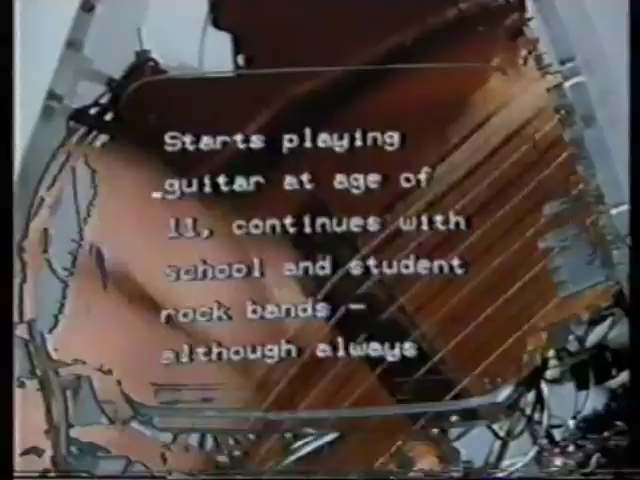 Starts playing
guitar at age of
11, continues with
school and student
rock bands -
although always